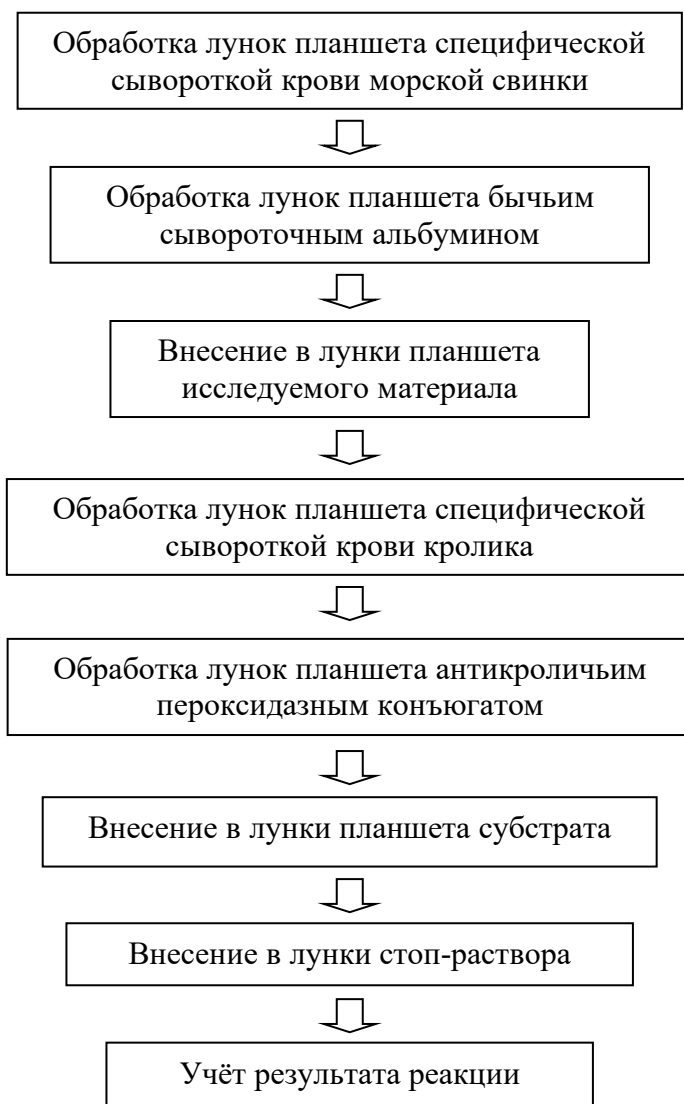 Обработка лунок планшета специфической
сывороткой крови морской свинки
Обработка лунок планшета бычьим
сывороточным альбумином
Внесение в лунки планшета
исследуемого материала
Обработка лунок планшета специфической
сывороткой крови кролика
Обработка лунок планшета антикроличьим
пероксидазным конъюгатом
Внесение в лунки планшета субстрата
Внесение в лунки стоп-раствора
Учёт результата реакции